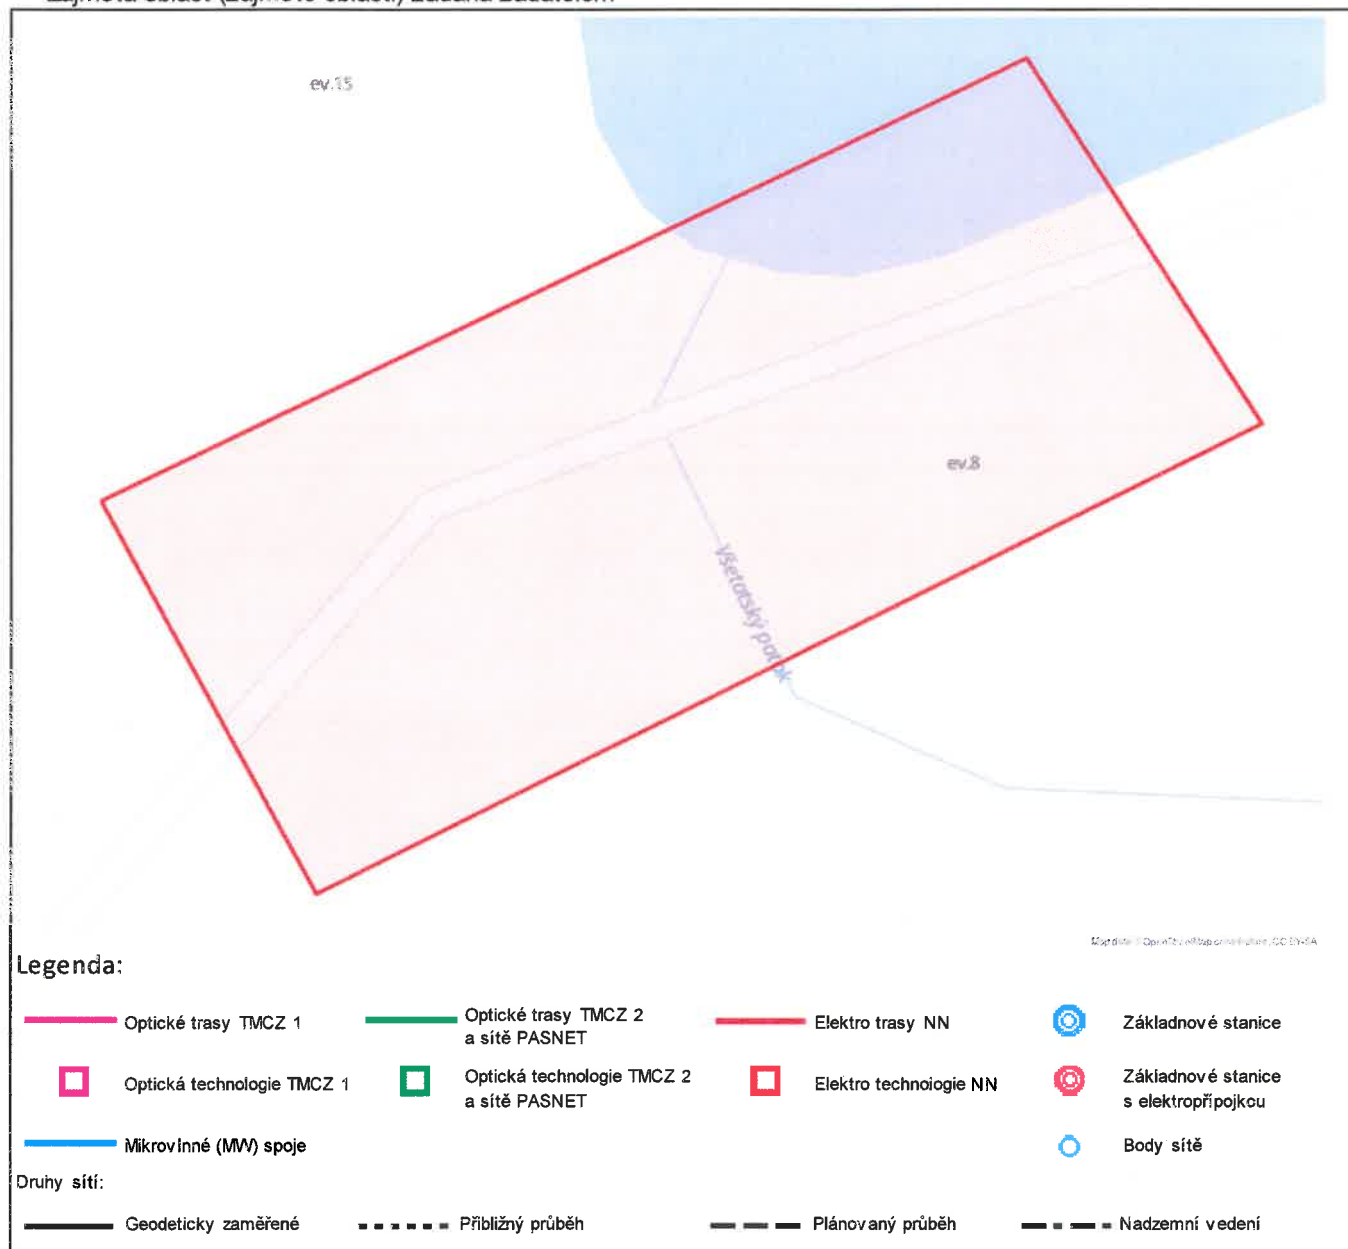 ev.15
ev.8
Všetatský potok
Legenda:
Optické trasy TMCZ 1
Optické trasy TMCZ 2
a sítě PASNET
Elektro trasy NN
Základnové stanice
Optická technologie TMCZ 1
Optická technologie TMCZ 2
a sítě PASNET
Elektro technologie NN
Základnové stanice
s elektropřípojkou
Mikrovlnné (MW) spoje
Body sítě
Druhy sítí:
Geodeticky zaměřené
Přibližný průběh
Plánovaný průběh
Nadzemní vedení